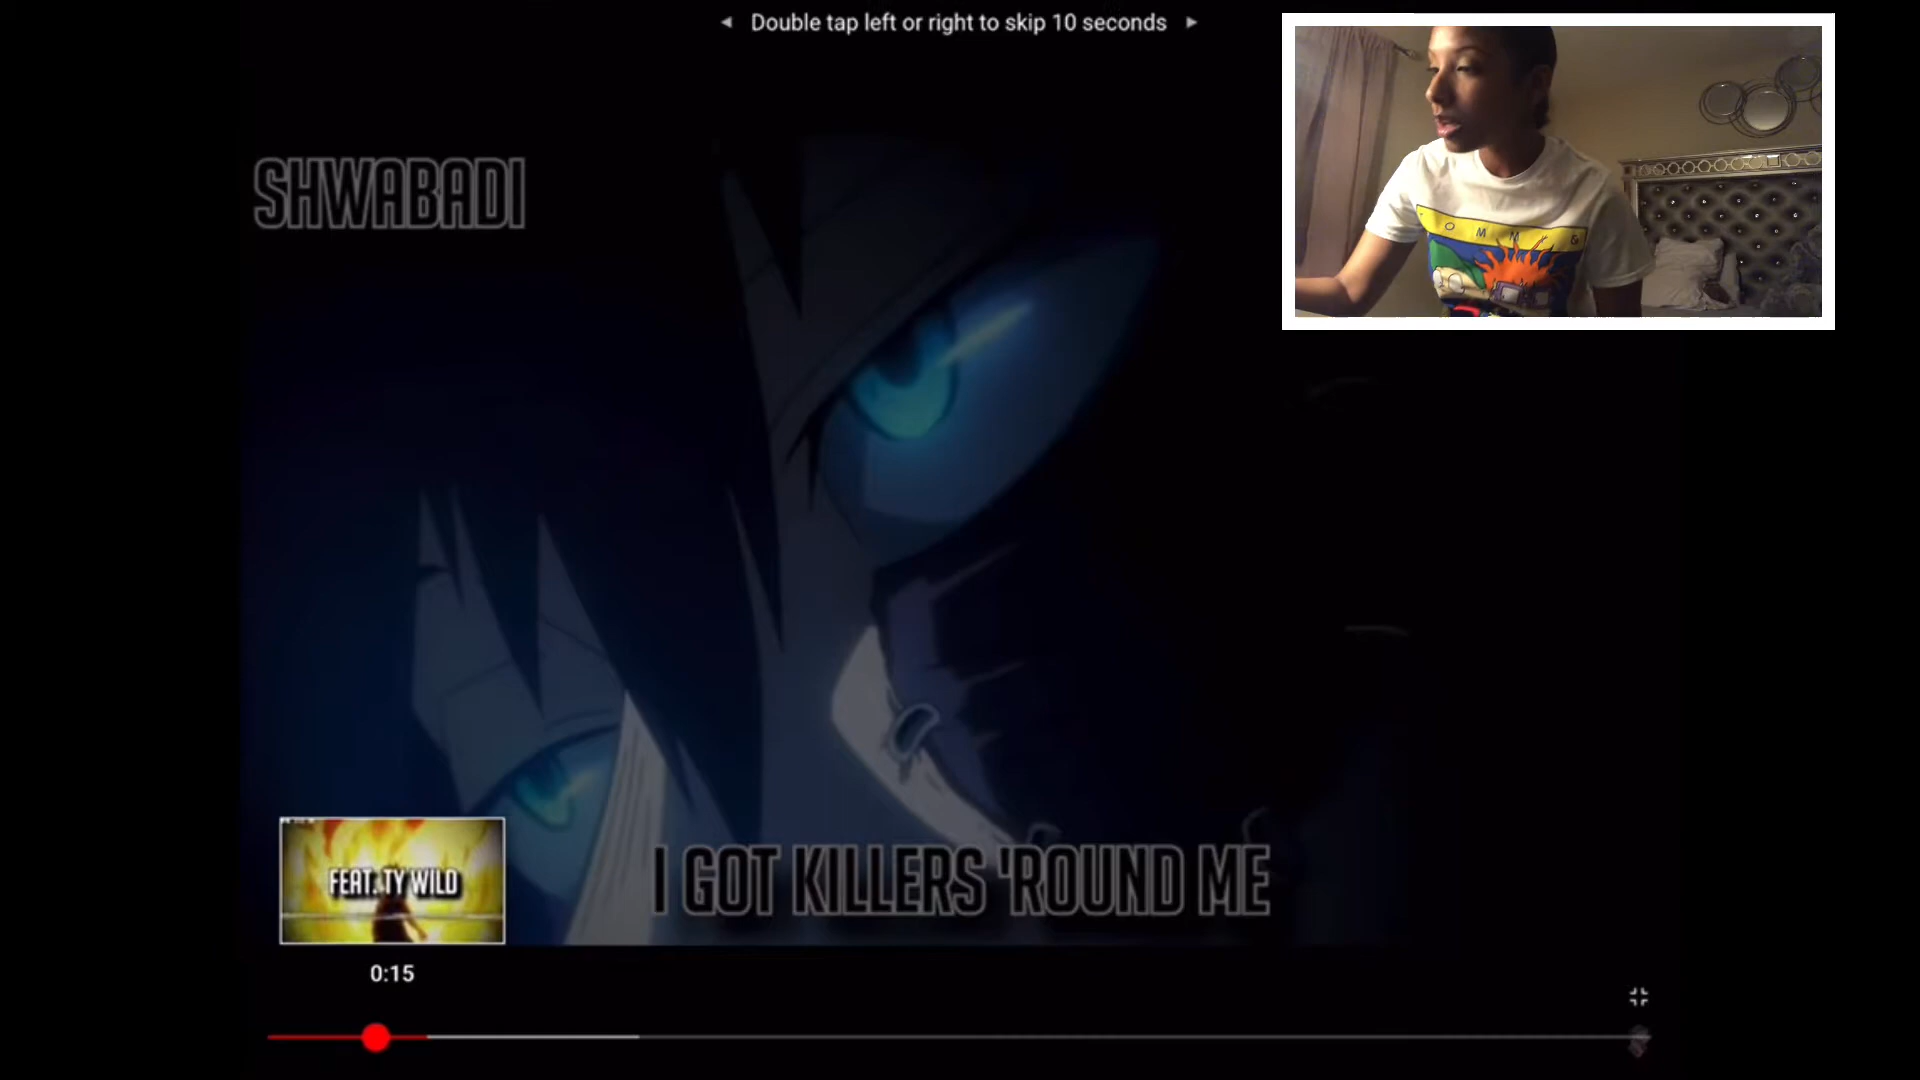 Double tap left or right to skip 10 seconds
SHWABADI
O M M &
FEAT. TY WILD
I GOT KILLERS 'ROUND ME
0:15